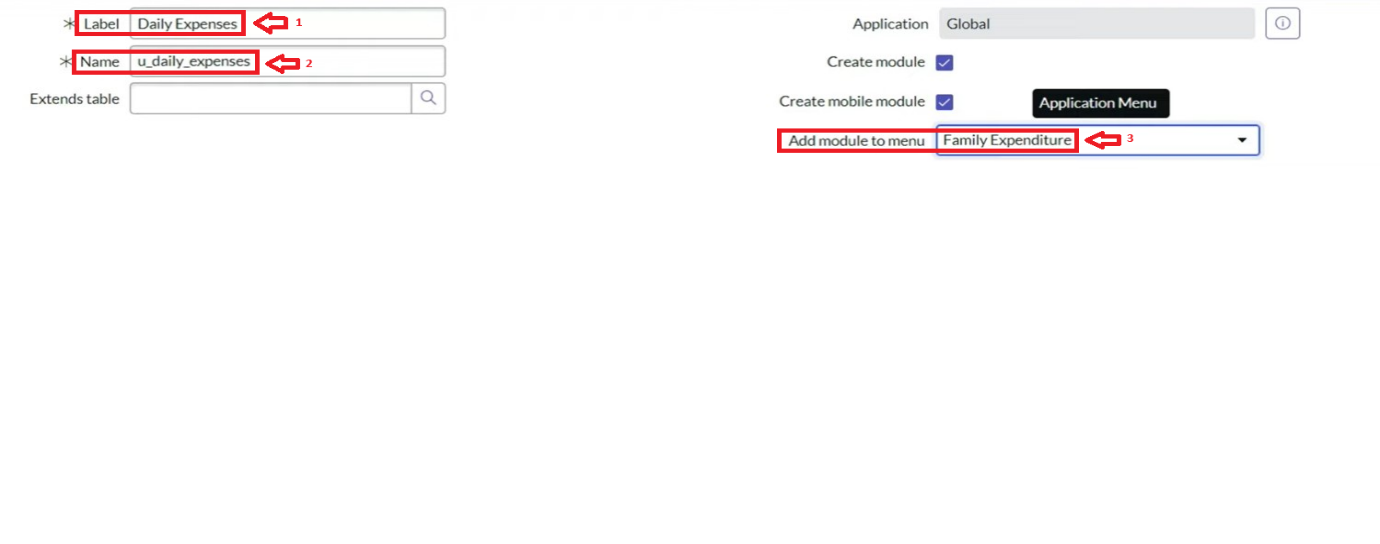 * Label Daily Expenses 1
* Name u_daily_expenses 2
Extends table
Application Global
Create module
Create mobile module
Application Menu
Add module to menu Family Expenditure 3